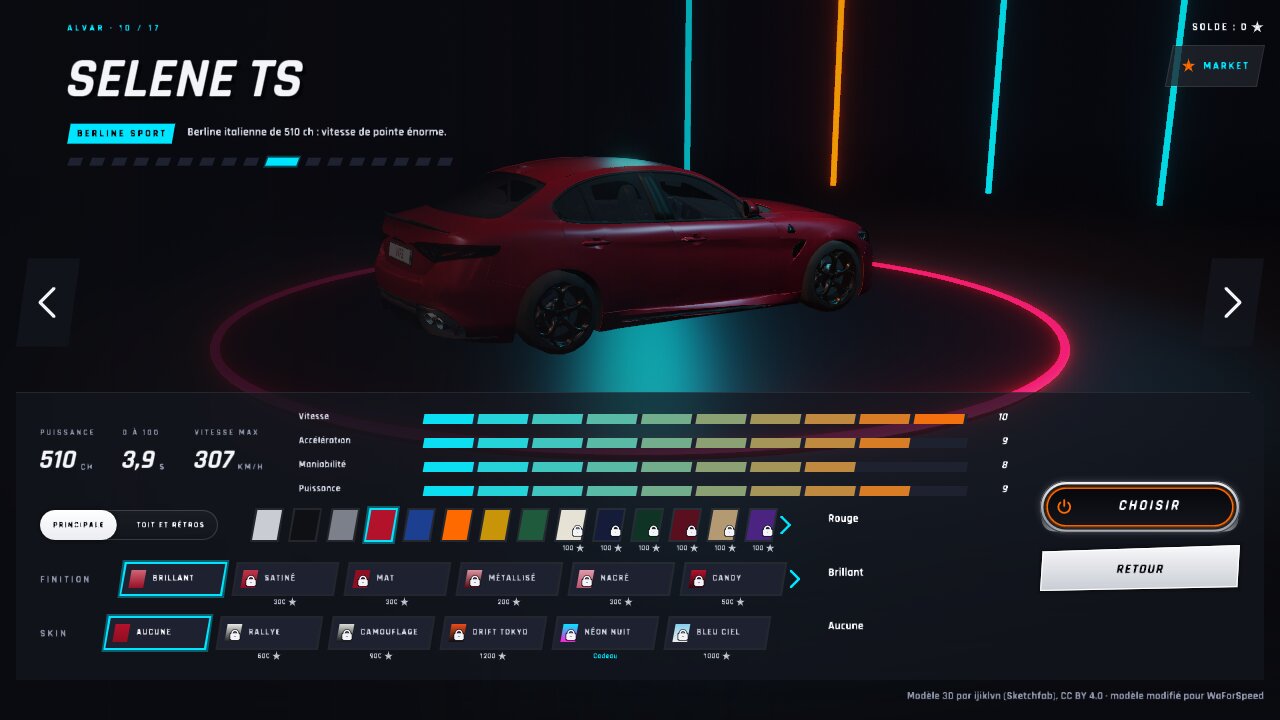 ALVAR · 10 / 17
SOLDE : 0 ★
MARKET
SELENE TS
BERLINE SPORT
Berline italienne de 510 ch : vitesse de pointe énorme.
PUISSANCE
510 CH
0 À 100
3,9 S
VITESSE MAX
307 KM/H
Vitesse 10
Accélération 9
Maniabilité 8
Puissance 9
PRINCIPALE
TOIT ET RÉTROS
100 ★ 100 ★ 100 ★ 100 ★ 100 ★ 100 ★
Rouge
FINITION
BRILLANT
SATINÉ
MAT
MÉTALLISÉ
NACRÉ
CANDY
300 ★ 300 ★ 200 ★ 300 ★ 500 ★
Brillant
SKIN
AUCUNE
RALLYE
CAMOUFLAGE
DRIFT TOKYO
NÉON NUIT
BLEU CIEL
600 ★ 900 ★ 1200 ★ Cadeau 1000 ★
Aucune
CHOISIR
RETOUR
Modèle 3D par ijiklvn (Sketchfab), CC BY 4.0 · modèle modifié pour WaForSpeed